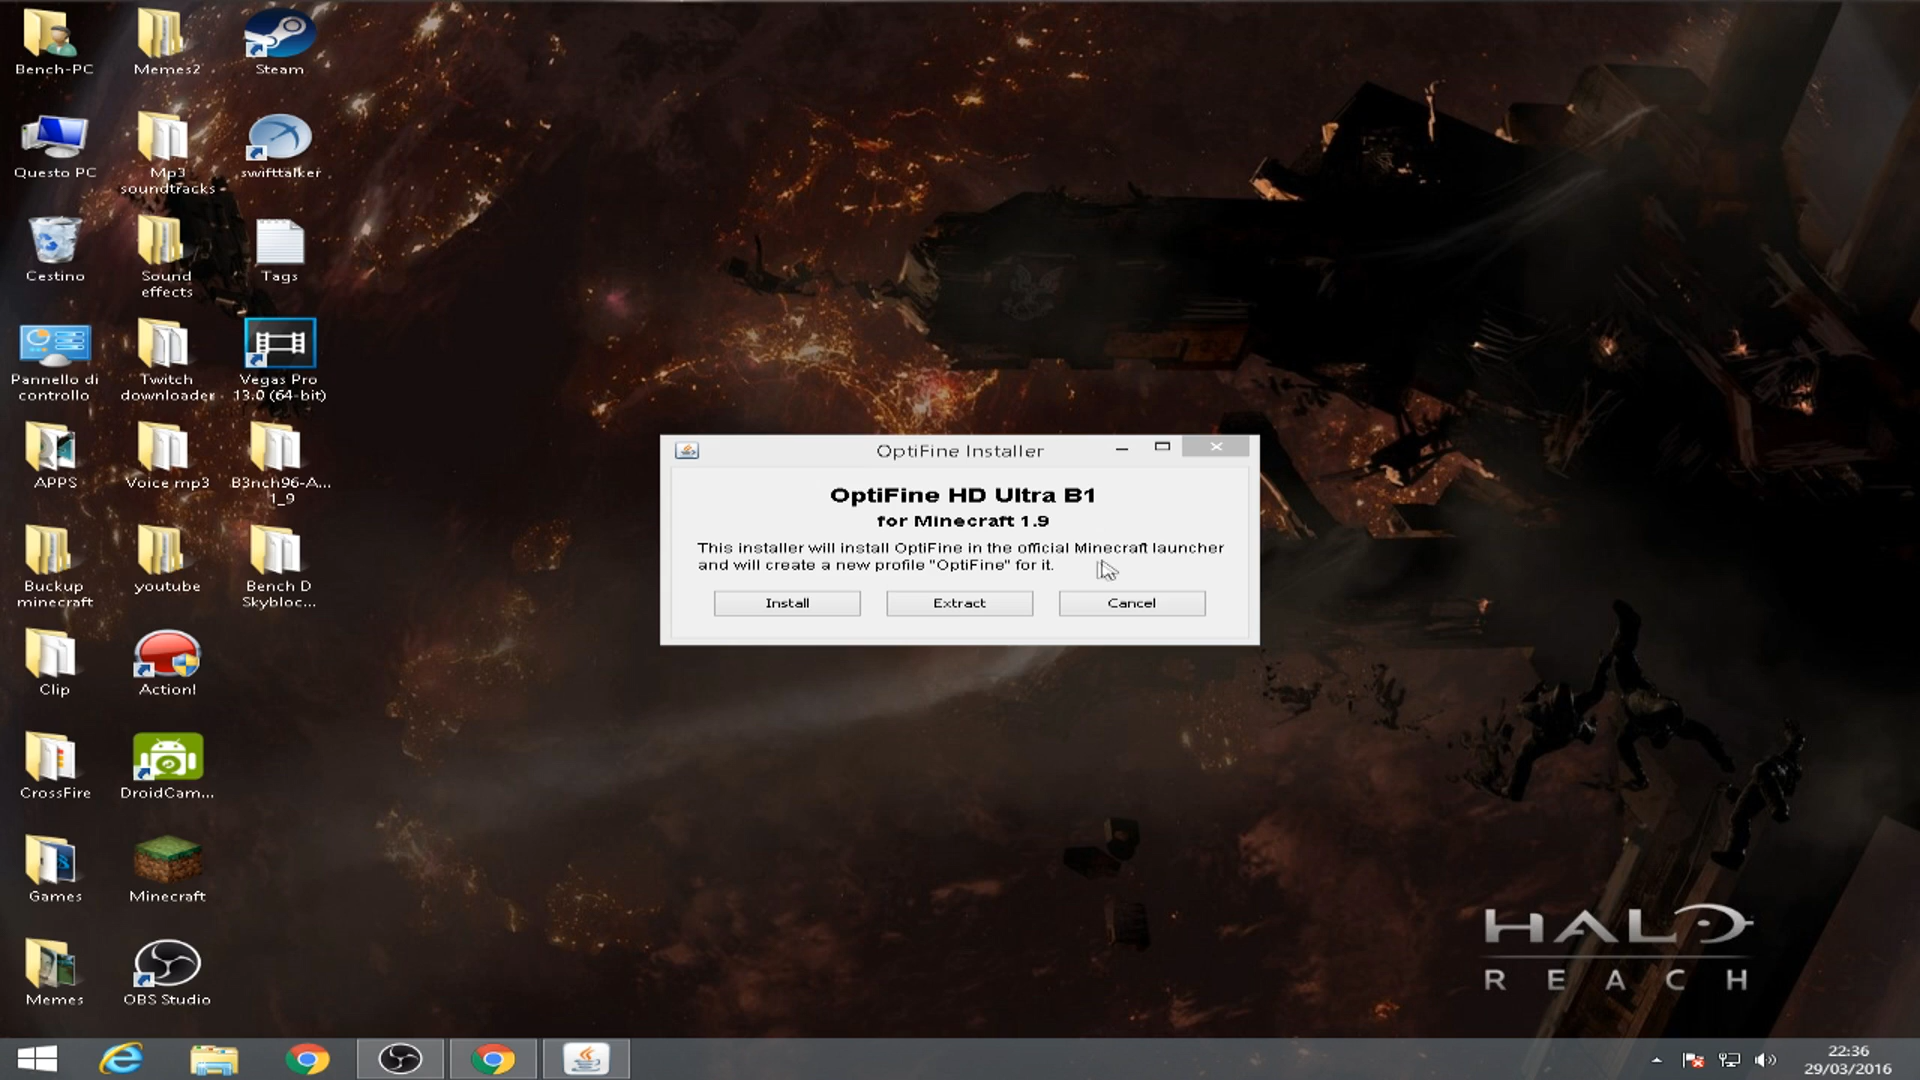 Bench-PC
Memes2
Steam
Questo PC
Mp3
soundtracks
swifttalker
Cestino
Sound
effects
Tags
Pannello di
controllo
Twitch
downloader
Vegas Pro
13.0 (64-bit)
APPS
Voice mp3
B3nch96-A...
1_9
Buckup
minecraft
youtube
Bench D
Skybloc...
Clip
Action!
CrossFire
DroidCam...
Games
Minecraft
Memes
OBS Studio
OptiFine Installer
OptiFine HD Ultra B1
for Minecraft 1.9
This installer will install OptiFine in the official Minecraft launcher
and will create a new profile "OptiFine" for it.
Install
Extract
Cancel
HALO
REACH
22:36
29/03/2016